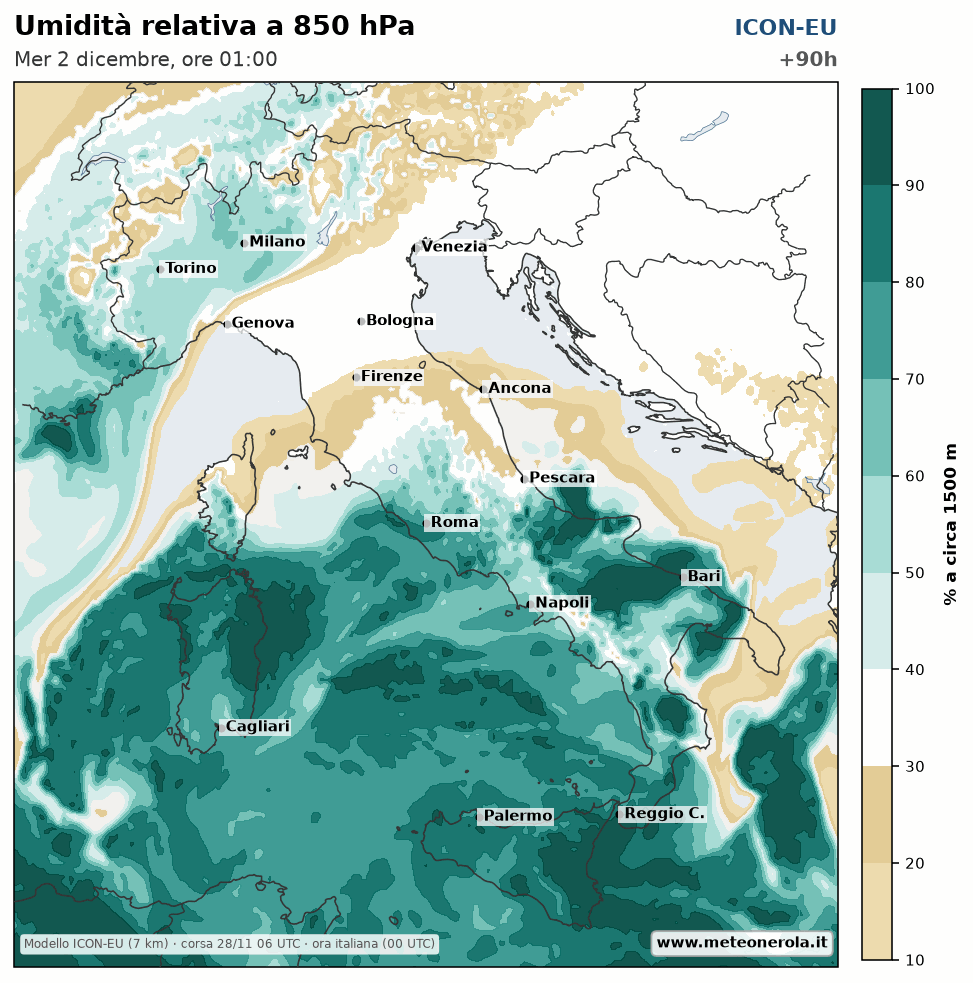 Umidità relativa a 850 hPa
ICON-EU
Mer 2 dicembre, ore 01:00
+90h
100
90
80
70
60
50
40
30
20
10
% a circa 1500 m
Venezia
Milano
Torino
Bologna
Genova
Firenze
Ancona
Pescara
Roma
Bari
Napoli
Cagliari
Palermo
Reggio C.
Modello ICON-EU (7 km) · corsa 28/11 06 UTC · ora italiana (00 UTC)
www.meteonerola.it